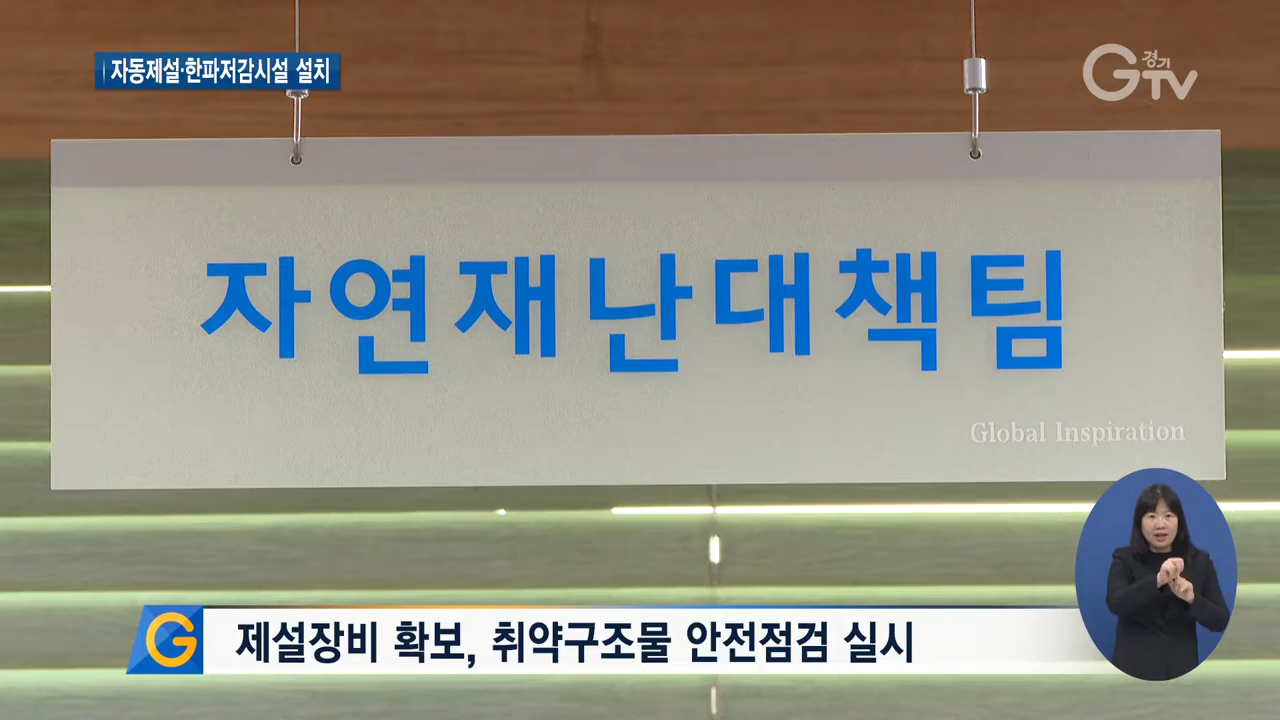 자동제설·한파저감시설 설치
경기
GTV
자연재난대책팀
Global Inspiration
G 제설장비 확보, 취약구조물 안전점검 실시